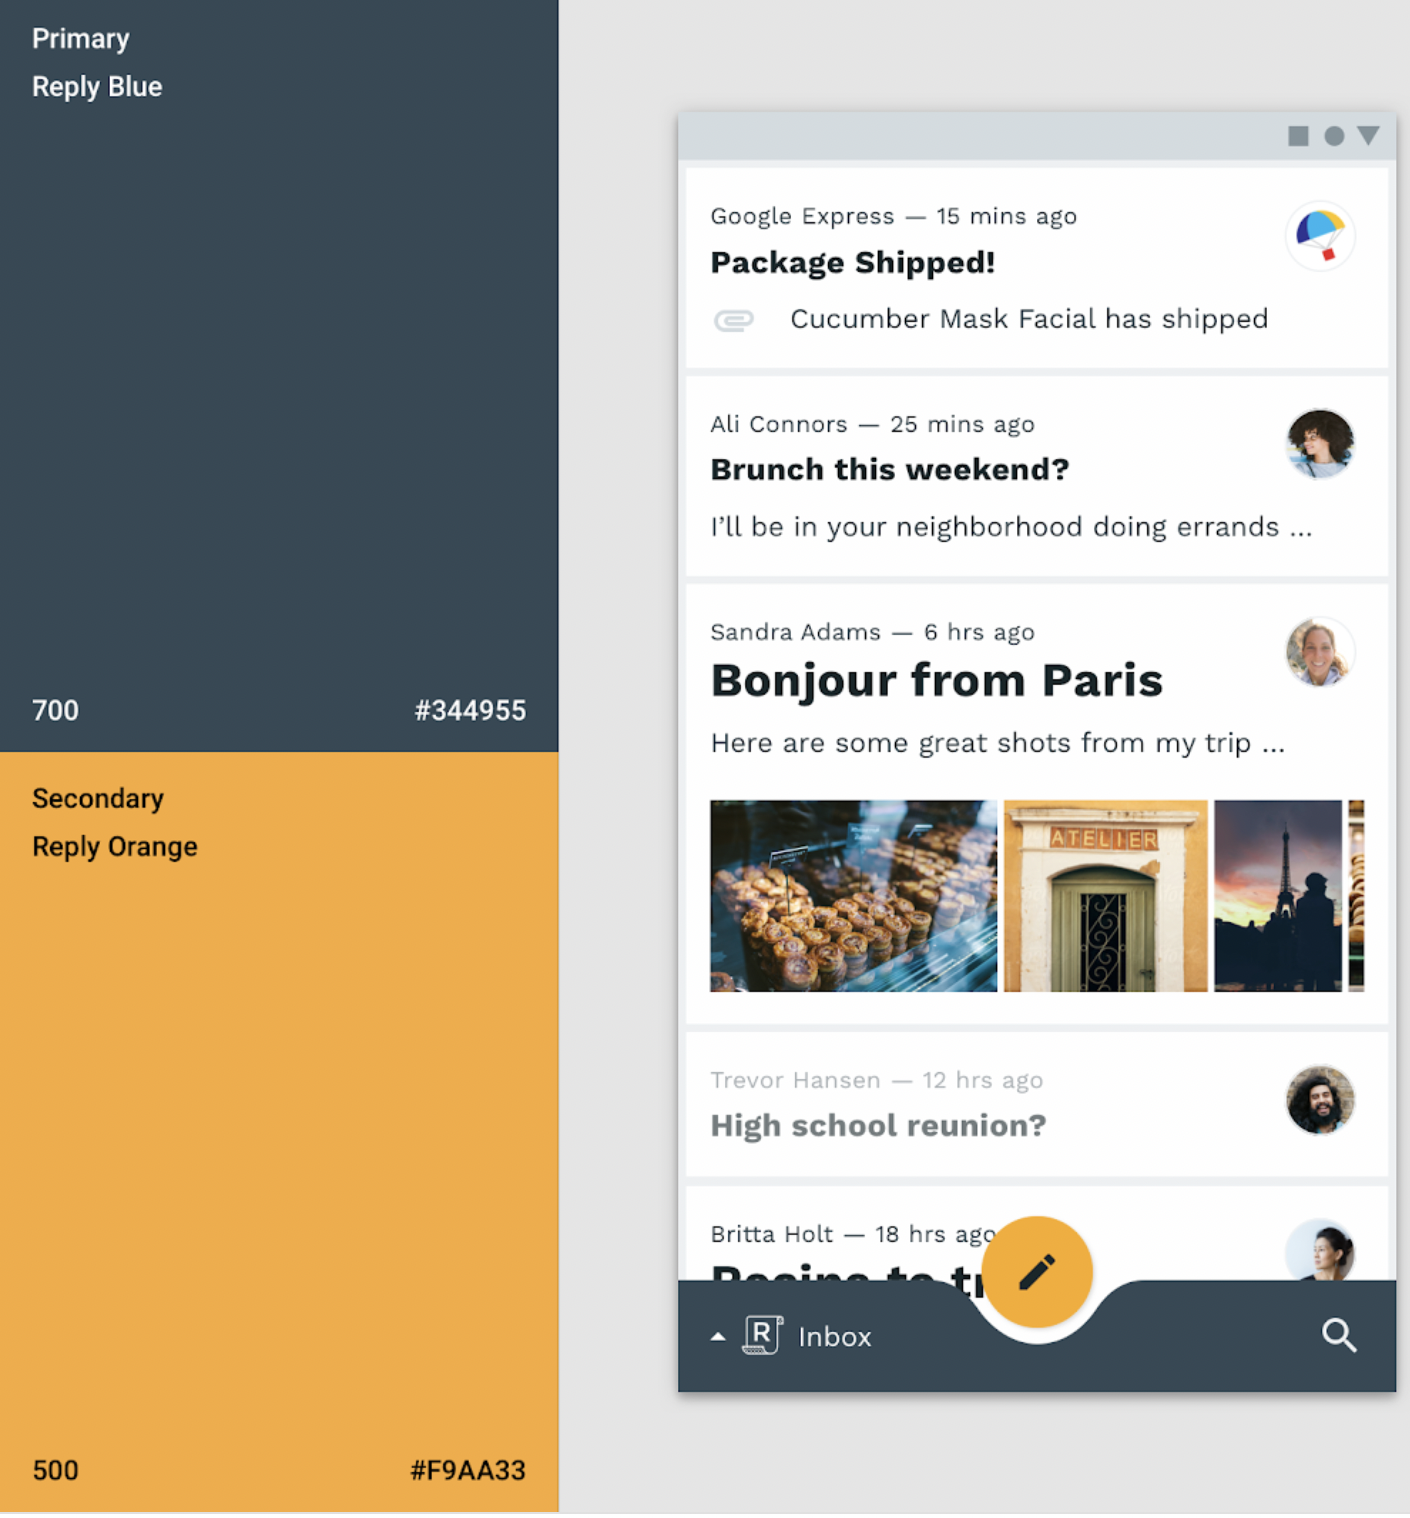 Primary
Reply Blue
700 #344955
Secondary
Reply Orange
500 #F9AA33
Google Express — 15 mins ago
Package Shipped!
Cucumber Mask Facial has shipped
Ali Connors — 25 mins ago
Brunch this weekend?
I’ll be in your neighborhood doing errands ...
Sandra Adams — 6 hrs ago
Bonjour from Paris
Here are some great shots from my trip ...
ATELIER
Trevor Hansen — 12 hrs ago
High school reunion?
Britta Holt — 18 hrs ago
R Inbox